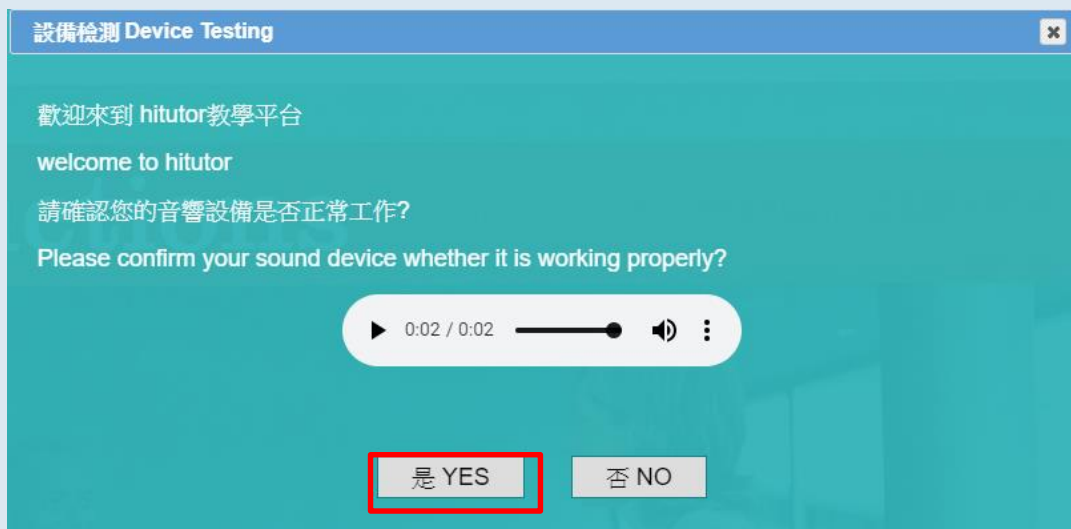 設備檢測 Device Testing
歡迎來到 hitutor教學平台
welcome to hitutor
請確認您的音響設備是否正常工作?
Please confirm your sound device whether it is working properly?
0:02 / 0:02
是 YES
否 NO